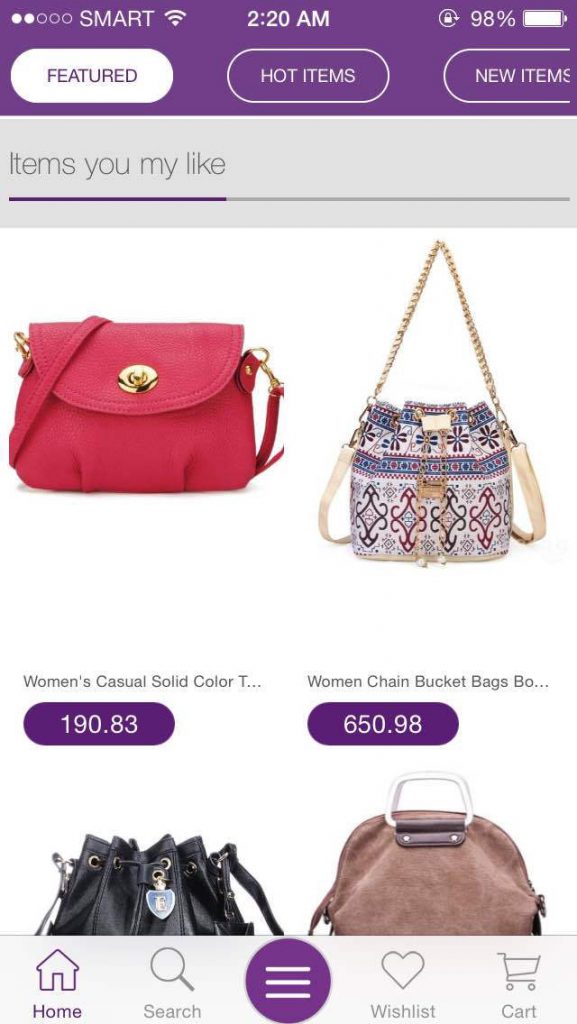 SMART 2:20 AM 98%
FEATURED HOT ITEMS NEW ITEMS
Items you my like
Women's Casual Solid Color T... Women Chain Bucket Bags Bo...
190.83 650.98
Home Search Wishlist Cart